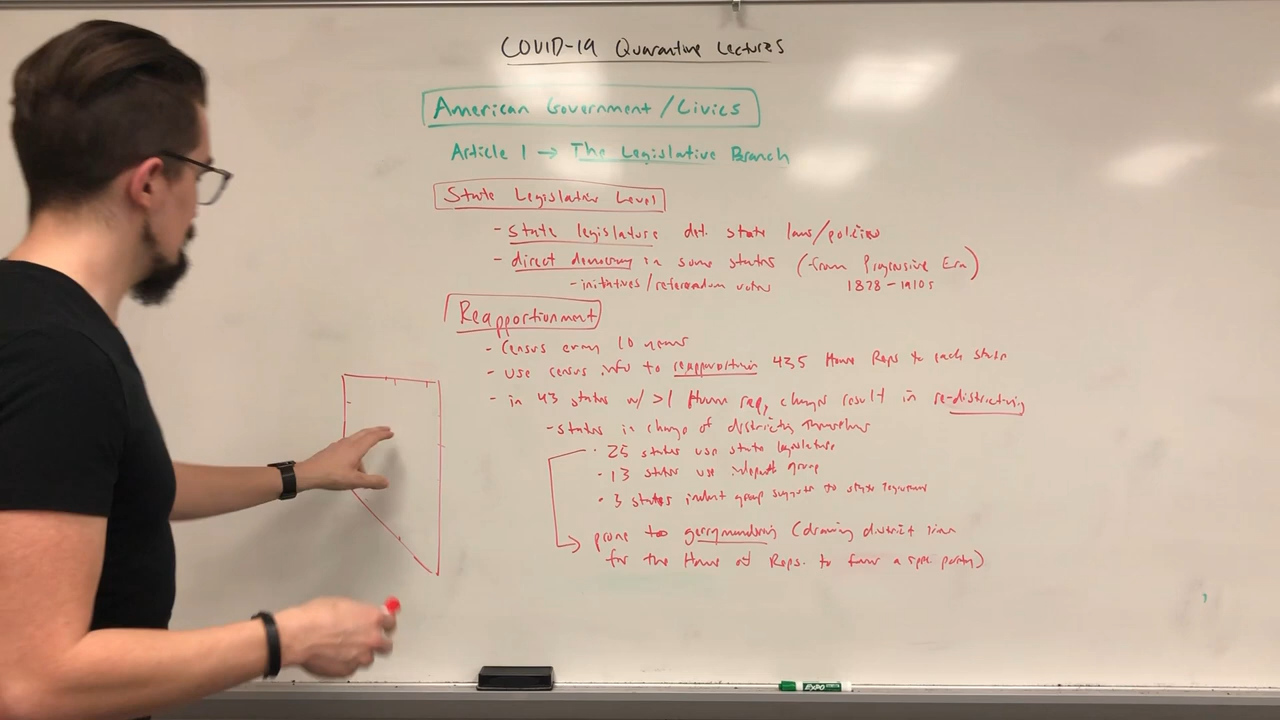 COVID-19 Quarantine Lectures
American Government/Civics
Article 1 → The Legislative Branch
State Legislative Level
- State legislature det. state laws/policies
- direct democracy in some states (from Progressive Era)
- initiatives/referendum votes 1878-1910s
Reapportionment
- Census every 10 years
- use census info to reapportion 435 House Reps to each state
- in 43 states w/ >1 House rep, changes result in re-districting
- states in charge of districts themselves
· 25 states use state legislature
· 13 states use group
· 3 states group suggests to state legislature
prone to gerrymandering (drawing district lines
for the House of Reps. to favor a spec. party)
EXPO